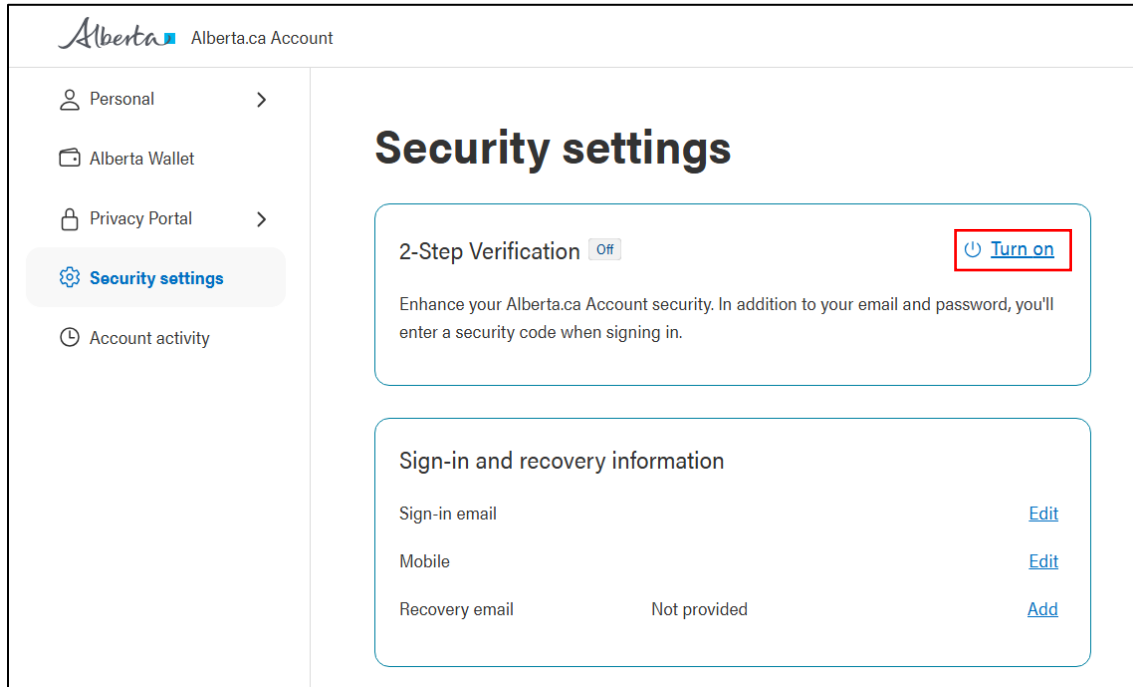 Alberta Alberta.ca Account
Personal
Alberta Wallet
Privacy Portal
Security settings
Account activity
Security settings
2-Step Verification Off Turn on
Enhance your Alberta.ca Account security. In addition to your email and password, you'll
enter a security code when signing in.
Sign-in and recovery information
Sign-in email Edit
Mobile Edit
Recovery email Not provided Add